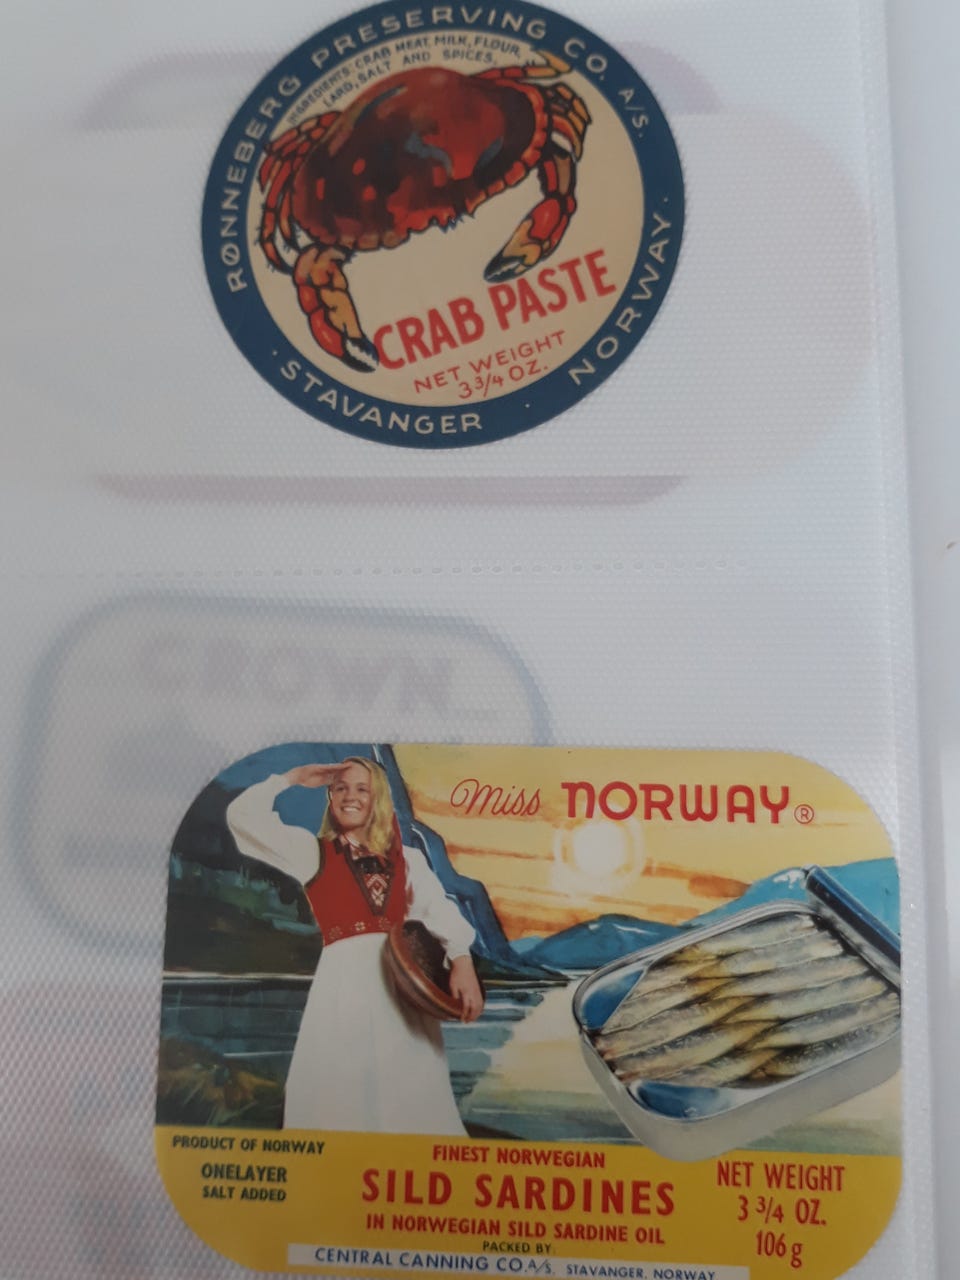 RØNNEBERG PRESERVING CO. A/S.
INGREDIENTS: CRAB MEAT, MILK, FLOUR,
LARD, SALT AND SPICES.
CRAB PASTE
NET WEIGHT
3 3/4 OZ.
· STAVANGER · NORWAY ·
CROWN
Miss NORWAY®
PRODUCT OF NORWAY
ONELAYER
SALT ADDED
FINEST NORWEGIAN
SILD SARDINES
IN NORWEGIAN SILD SARDINE OIL
PACKED BY:
CENTRAL CANNING CO. A/S. STAVANGER, NORWAY
NET WEIGHT
3 3/4 OZ.
106 g